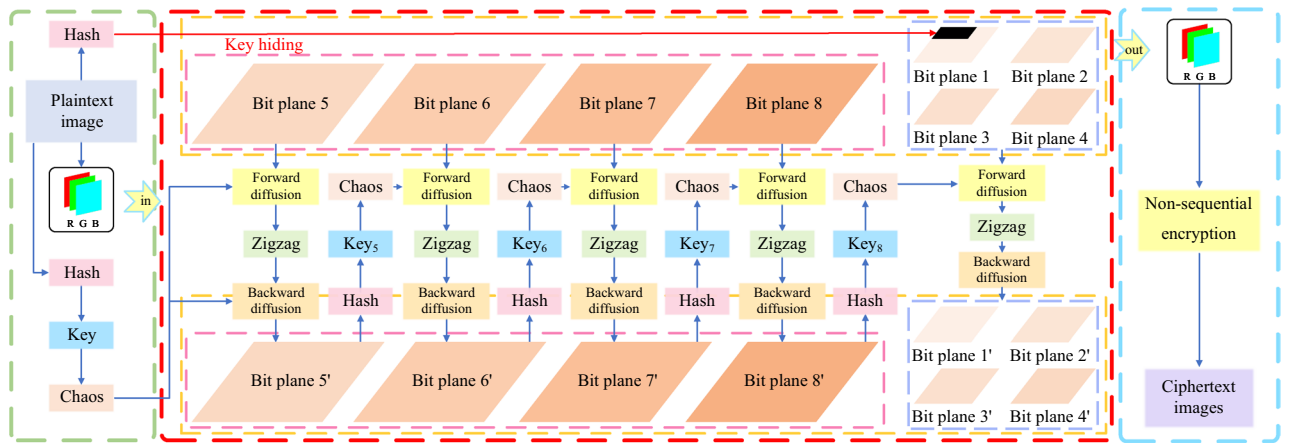 Hash
Key hiding
Plaintext
image
R G B
in
Hash
Key
Chaos
Bit plane 5
Bit plane 6
Bit plane 7
Bit plane 8
Bit plane 1
Bit plane 2
Bit plane 3
Bit plane 4
Forward
diffusion
Chaos
Forward
diffusion
Chaos
Forward
diffusion
Chaos
Forward
diffusion
Chaos
Forward
diffusion
Zigzag
Key₅
Zigzag
Key₆
Zigzag
Key₇
Zigzag
Key₈
Zigzag
Backward
diffusion
Hash
Backward
diffusion
Hash
Backward
diffusion
Hash
Backward
diffusion
Hash
Backward
diffusion
Bit plane 5'
Bit plane 6'
Bit plane 7'
Bit plane 8'
Bit plane 1'
Bit plane 2'
Bit plane 3'
Bit plane 4'
out
R G B
Non-sequential
encryption
Ciphertext
images